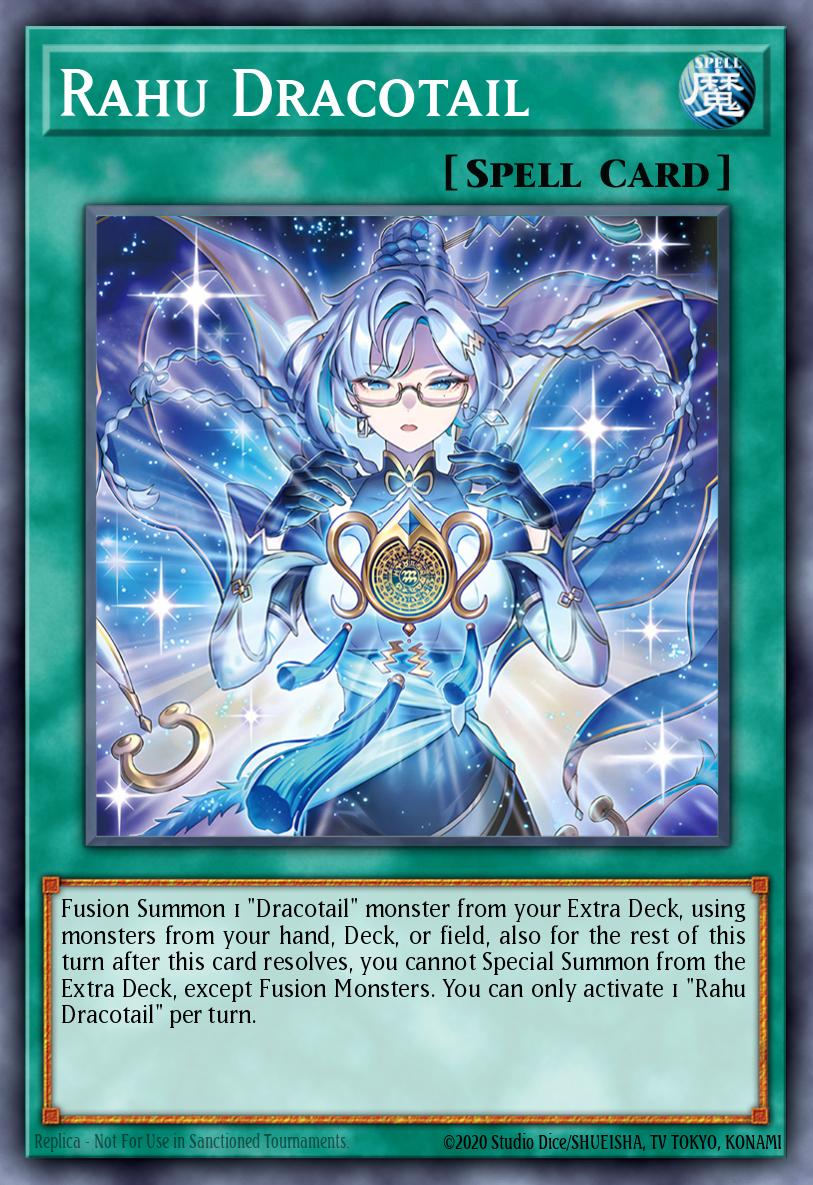 Rahu Dracotail
SPELL
魔
[Spell Card]
Fusion Summon 1 "Dracotail" monster from your Extra Deck, using
monsters from your hand, Deck, or field, also for the rest of this
turn after this card resolves, you cannot Special Summon from the
Extra Deck, except Fusion Monsters. You can only activate 1 "Rahu
Dracotail" per turn.
Replica - Not For Use in Sanctioned Tournaments.
©2020 Studio Dice/SHUEISHA, TV TOKYO, KONAMI